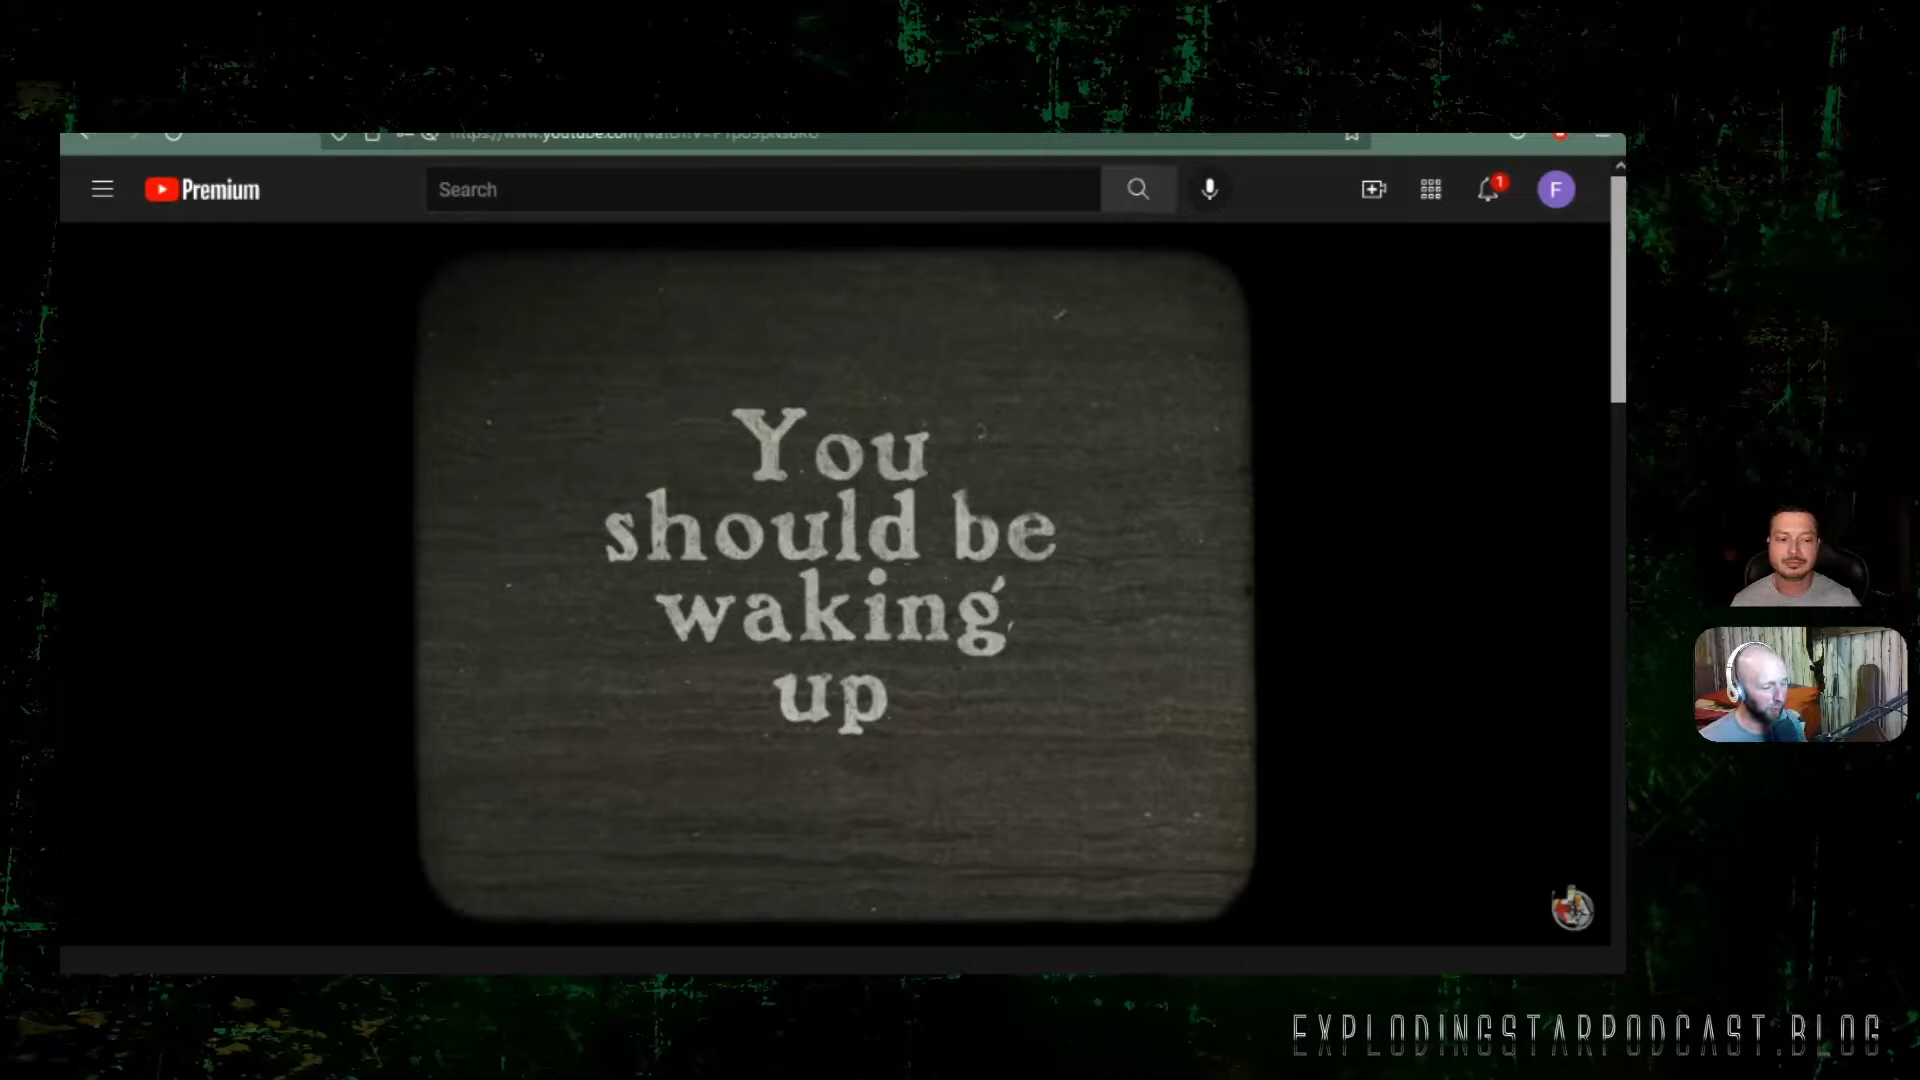 Premium
Search
1
F
You
should be
waking
up
EXPLODINGSTARPODCAST.BLOG